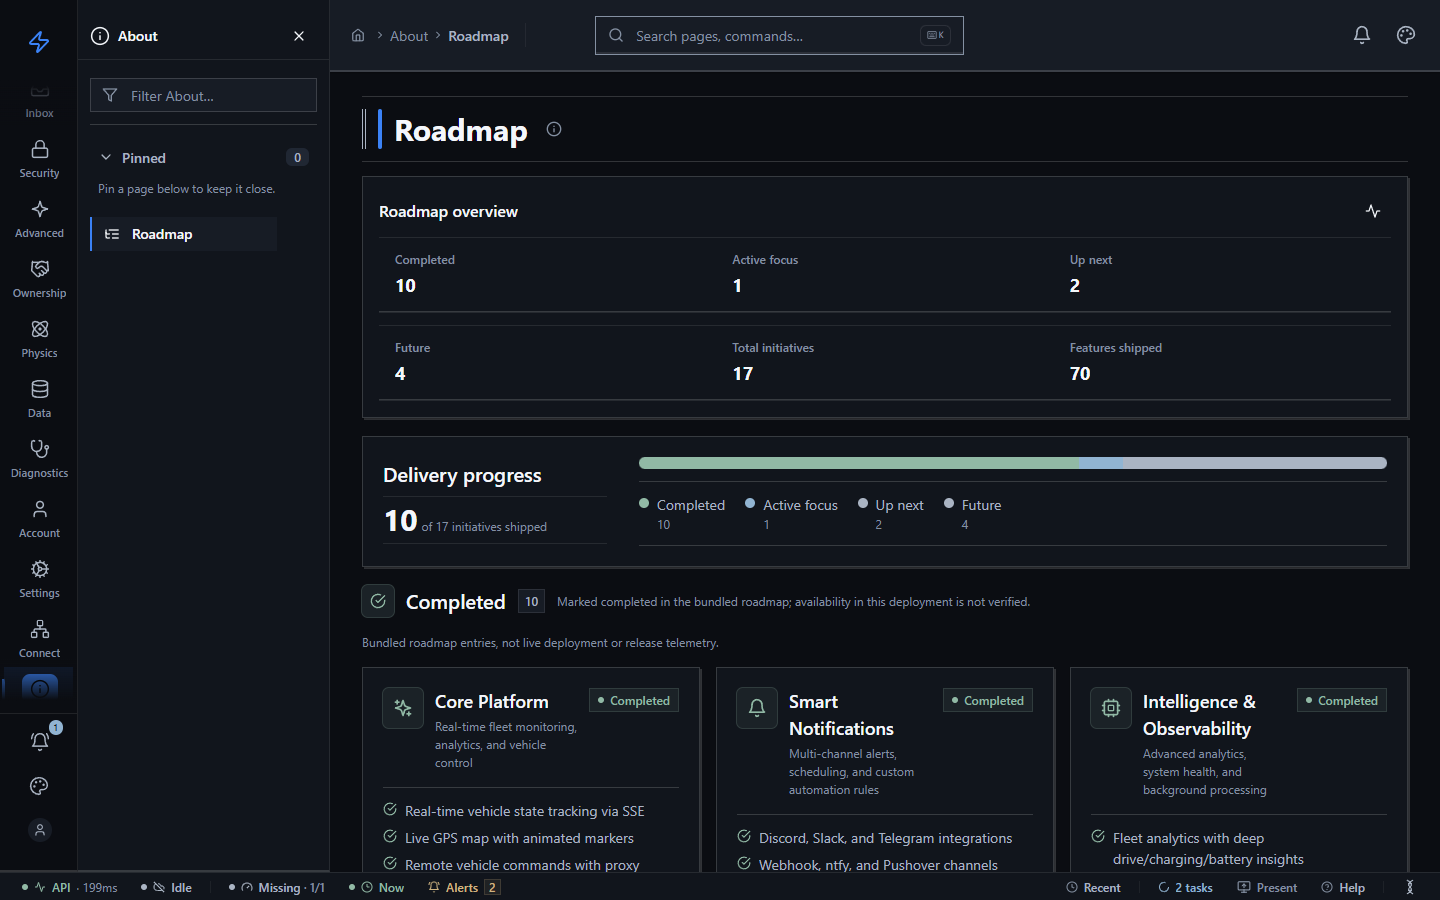 Inbox
Security
Advanced
Ownership
Physics
Data
Diagnostics
Account
Settings
Connect
1
About
Filter About...
Pinned
0
Pin a page below to keep it close.
Roadmap
About
Roadmap
Search pages, commands...
K
Roadmap
Roadmap overview
Completed
10
Active focus
1
Up next
2
Future
4
Total initiatives
17
Features shipped
70
Delivery progress
10 of 17 initiatives shipped
Completed
10
Active focus
1
Up next
2
Future
4
Completed 10 Marked completed in the bundled roadmap; availability in this deployment is not verified.
Bundled roadmap entries, not live deployment or release telemetry.
Core Platform
Completed
Real-time fleet monitoring,
analytics, and vehicle
control
Real-time vehicle state tracking via SSE
Live GPS map with animated markers
Remote vehicle commands with proxy
Smart
Notifications
Completed
Multi-channel alerts,
scheduling, and custom
automation rules
Discord, Slack, and Telegram integrations
Webhook, ntfy, and Pushover channels
Intelligence &
Observability
Completed
Advanced analytics,
system health, and
background processing
Fleet analytics with deep
drive/charging/battery insights
API · 199ms
Idle
Missing · 1/1
Now
Alerts 2
Recent
2 tasks
Present
Help